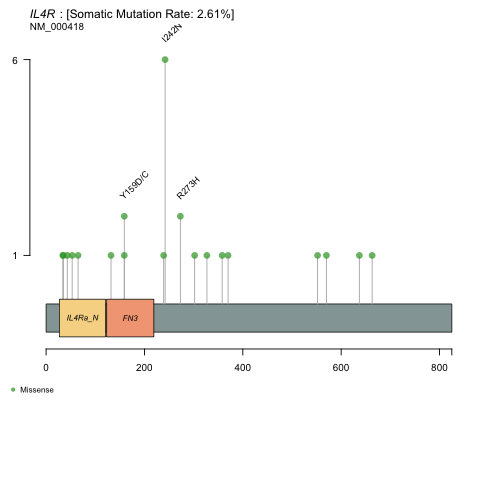 IL4R : [Somatic Mutation Rate: 2.61%]
NM_000418
I242N
6
Y159D/C
R273H
1
IL4Ra_N
FN3
0
200
400
600
800
Missense